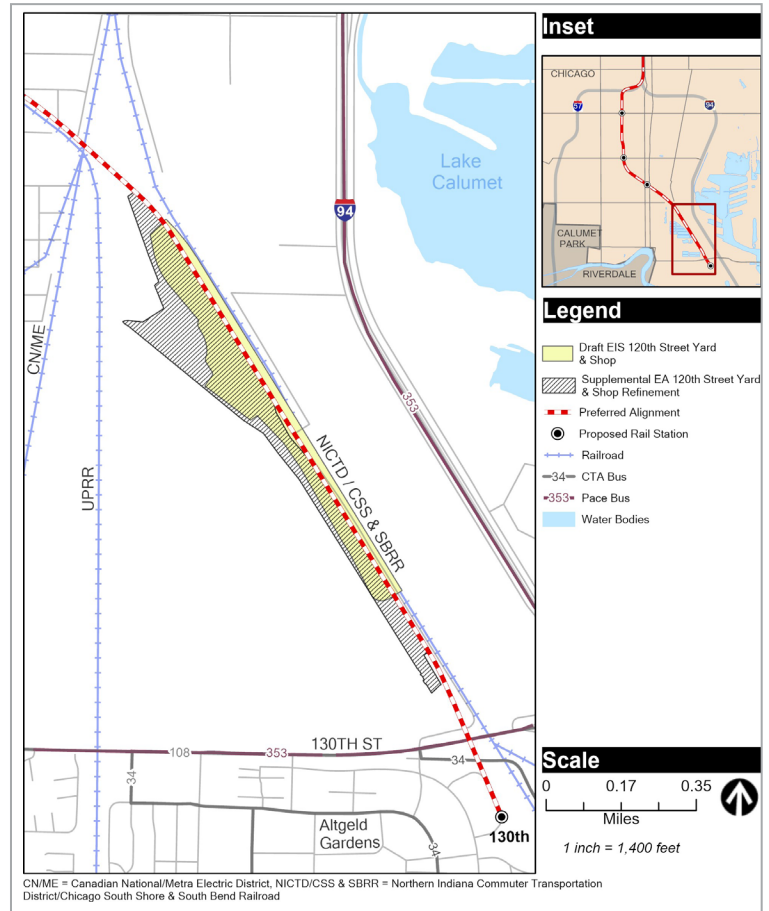 Lake
Calumet
94
CN/ME
UPRR
353
NICTD / CSS & SBRR
130TH ST
108
353
34
34
34
Altgeld
Gardens
130th
Inset
CHICAGO
57
94
CALUMET
PARK
RIVERDALE
Legend
Draft EIS 120th Street Yard
& Shop
Supplemental EA 120th Street Yard
& Shop Refinement
Preferred Alignment
Proposed Rail Station
Railroad
34 CTA Bus
353 Pace Bus
Water Bodies
Scale
0 0.17 0.35
Miles
1 inch = 1,400 feet
CN/ME = Canadian National/Metra Electric District, NICTD/CSS & SBRR = Northern Indiana Commuter Transportation
District/Chicago South Shore & South Bend Railroad